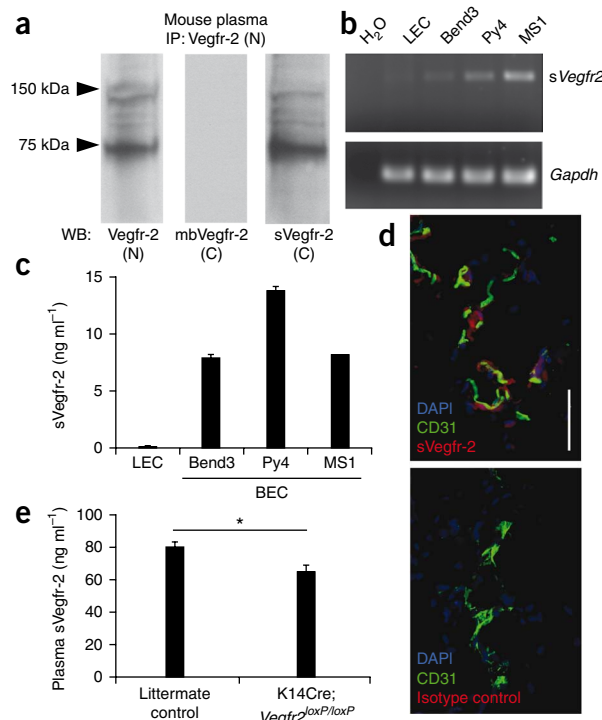 a
Mouse plasma
IP: Vegfr-2 (N)
150 kDa
75 kDa
WB: Vegfr-2 (N) mbVegfr-2 (C) sVegfr-2 (C)
b
H₂O LEC Bend3 Py4 MS1
sVegfr2
Gapdh
c
sVegfr-2 (ng ml⁻¹)
15
10
5
0
LEC Bend3 Py4 MS1
BEC
d
DAPI
CD31
sVegfr-2
DAPI
CD31
Isotype control
e
Plasma sVegfr-2 (ng ml⁻¹)
100
80
60
40
20
0
*
Littermate control
K14Cre;
Vegfr2^loxP/loxP